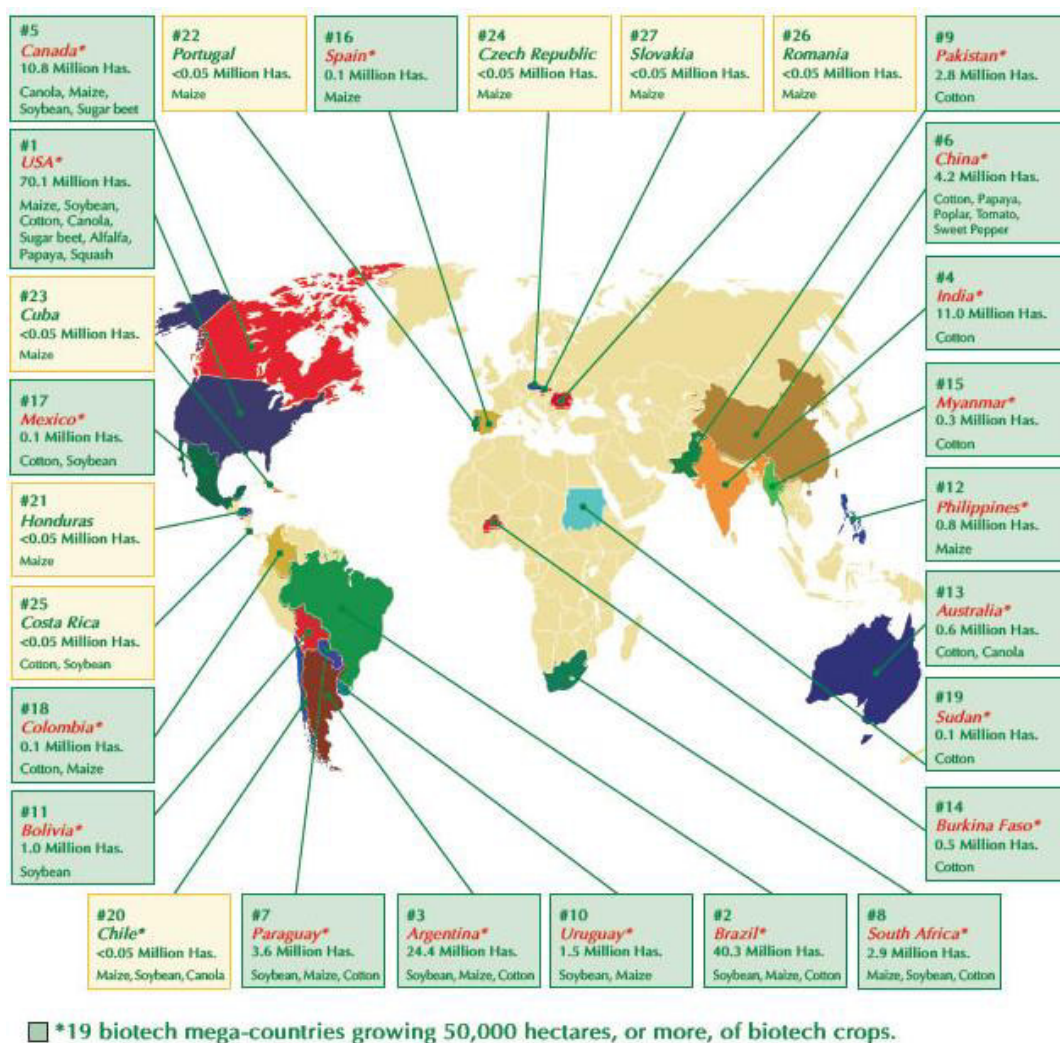 #5
Canada*
10.8 Million Has.
Canola, Maize,
Soybean, Sugar beet
#22
Portugal
<0.05 Million Has.
Maize
#16
Spain*
0.1 Million Has.
Maize
#24
Czech Republic
<0.05 Million Has.
Maize
#27
Slovakia
<0.05 Million Has.
Maize
#26
Romania
<0.05 Million Has.
Maize
#9
Pakistan*
2.8 Million Has.
Cotton
#1
USA*
70.1 Million Has.
Maize, Soybean,
Cotton, Canola,
Sugar beet, Alfalfa,
Papaya, Squash
#6
China*
4.2 Million Has.
Cotton, Papaya,
Poplar, Tomato,
Sweet Pepper
#23
Cuba
<0.05 Million Has.
Maize
#4
India*
11.0 Million Has.
Cotton
#17
Mexico*
0.1 Million Has.
Cotton, Soybean
#15
Myanmar*
0.3 Million Has.
Cotton
#21
Honduras
<0.05 Million Has.
Maize
#12
Philippines*
0.8 Million Has.
Maize
#25
Costa Rica
<0.05 Million Has.
Cotton, Soybean
#13
Australia*
0.6 Million Has.
Cotton, Canola
#18
Colombia*
0.1 Million Has.
Cotton, Maize
#19
Sudan*
0.1 Million Has.
Cotton
#11
Bolivia*
1.0 Million Has.
Soybean
#14
Burkina Faso*
0.5 Million Has.
Cotton
#20
Chile*
<0.05 Million Has.
Maize, Soybean, Canola
#7
Paraguay*
3.6 Million Has.
Soybean, Maize, Cotton
#3
Argentina*
24.4 Million Has.
Soybean, Maize, Cotton
#10
Uruguay*
1.5 Million Has.
Soybean, Maize
#2
Brazil*
40.3 Million Has.
Soybean, Maize, Cotton
#8
South Africa*
2.9 Million Has.
Maize, Soybean, Cotton
*19 biotech mega-countries growing 50,000 hectares, or more, of biotech crops.